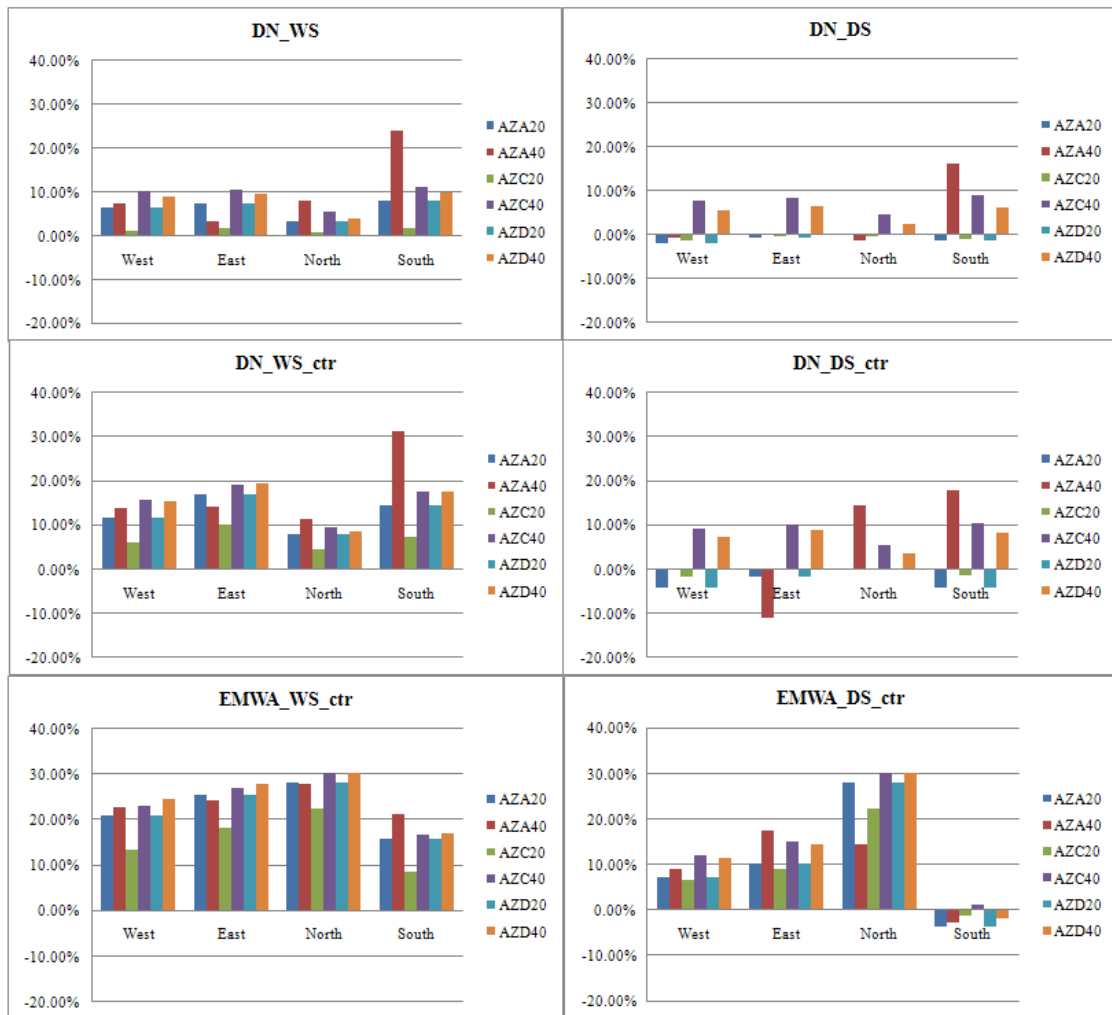 DN_WS
40.00%
30.00%
20.00%
10.00%
0.00%
-10.00%
-20.00%
West East North South
AZA20
AZA40
AZC20
AZC40
AZD20
AZD40
DN_DS
40.00%
30.00%
20.00%
10.00%
0.00%
-10.00%
-20.00%
West East North South
AZA20
AZA40
AZC20
AZC40
AZD20
AZD40
DN_WS_ctr
40.00%
30.00%
20.00%
10.00%
0.00%
-10.00%
-20.00%
West East North South
AZA20
AZA40
AZC20
AZC40
AZD20
AZD40
DN_DS_ctr
40.00%
30.00%
20.00%
10.00%
0.00%
-10.00%
-20.00%
West East North South
AZA20
AZA40
AZC20
AZC40
AZD20
AZD40
EMWA_WS_ctr
40.00%
30.00%
20.00%
10.00%
0.00%
-10.00%
-20.00%
West East North South
AZA20
AZA40
AZC20
AZC40
AZD20
AZD40
EMWA_DS_ctr
40.00%
30.00%
20.00%
10.00%
0.00%
-10.00%
-20.00%
West East North South
AZA20
AZA40
AZC20
AZC40
AZD20
AZD40